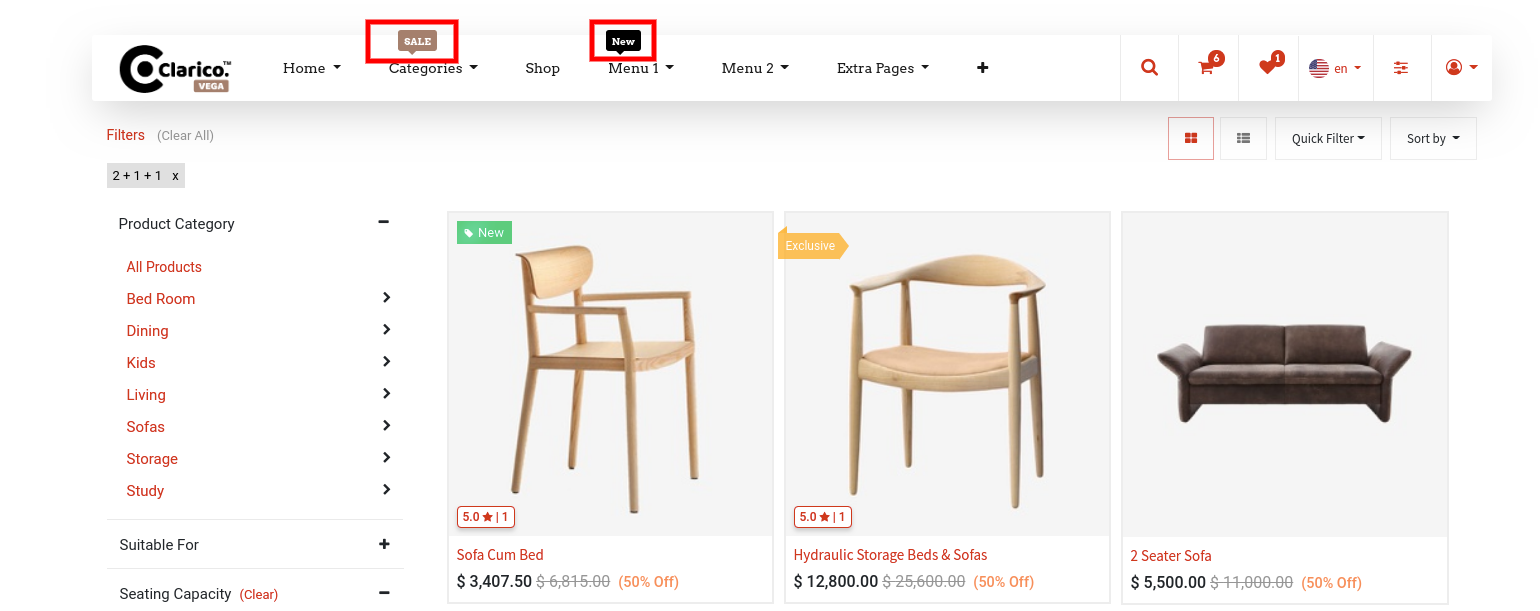 SALE
New
Clarico.™
VEGA
Home
Categories
Shop
Menu 1
Menu 2
Extra Pages
6
1
en
Filters (Clear All)
Quick Filter
Sort by
2 + 1 + 1 x
Product Category
All Products
Bed Room
Dining
Kids
Living
Sofas
Storage
Study
Suitable For
Seating Capacity (Clear)
New
5.0 ★ | 1
Sofa Cum Bed
$ 3,407.50 $ 6,815.00 (50% Off)
Exclusive
5.0 ★ | 1
Hydraulic Storage Beds & Sofas
$ 12,800.00 $ 25,600.00 (50% Off)
2 Seater Sofa
$ 5,500.00 $ 11,000.00 (50% Off)